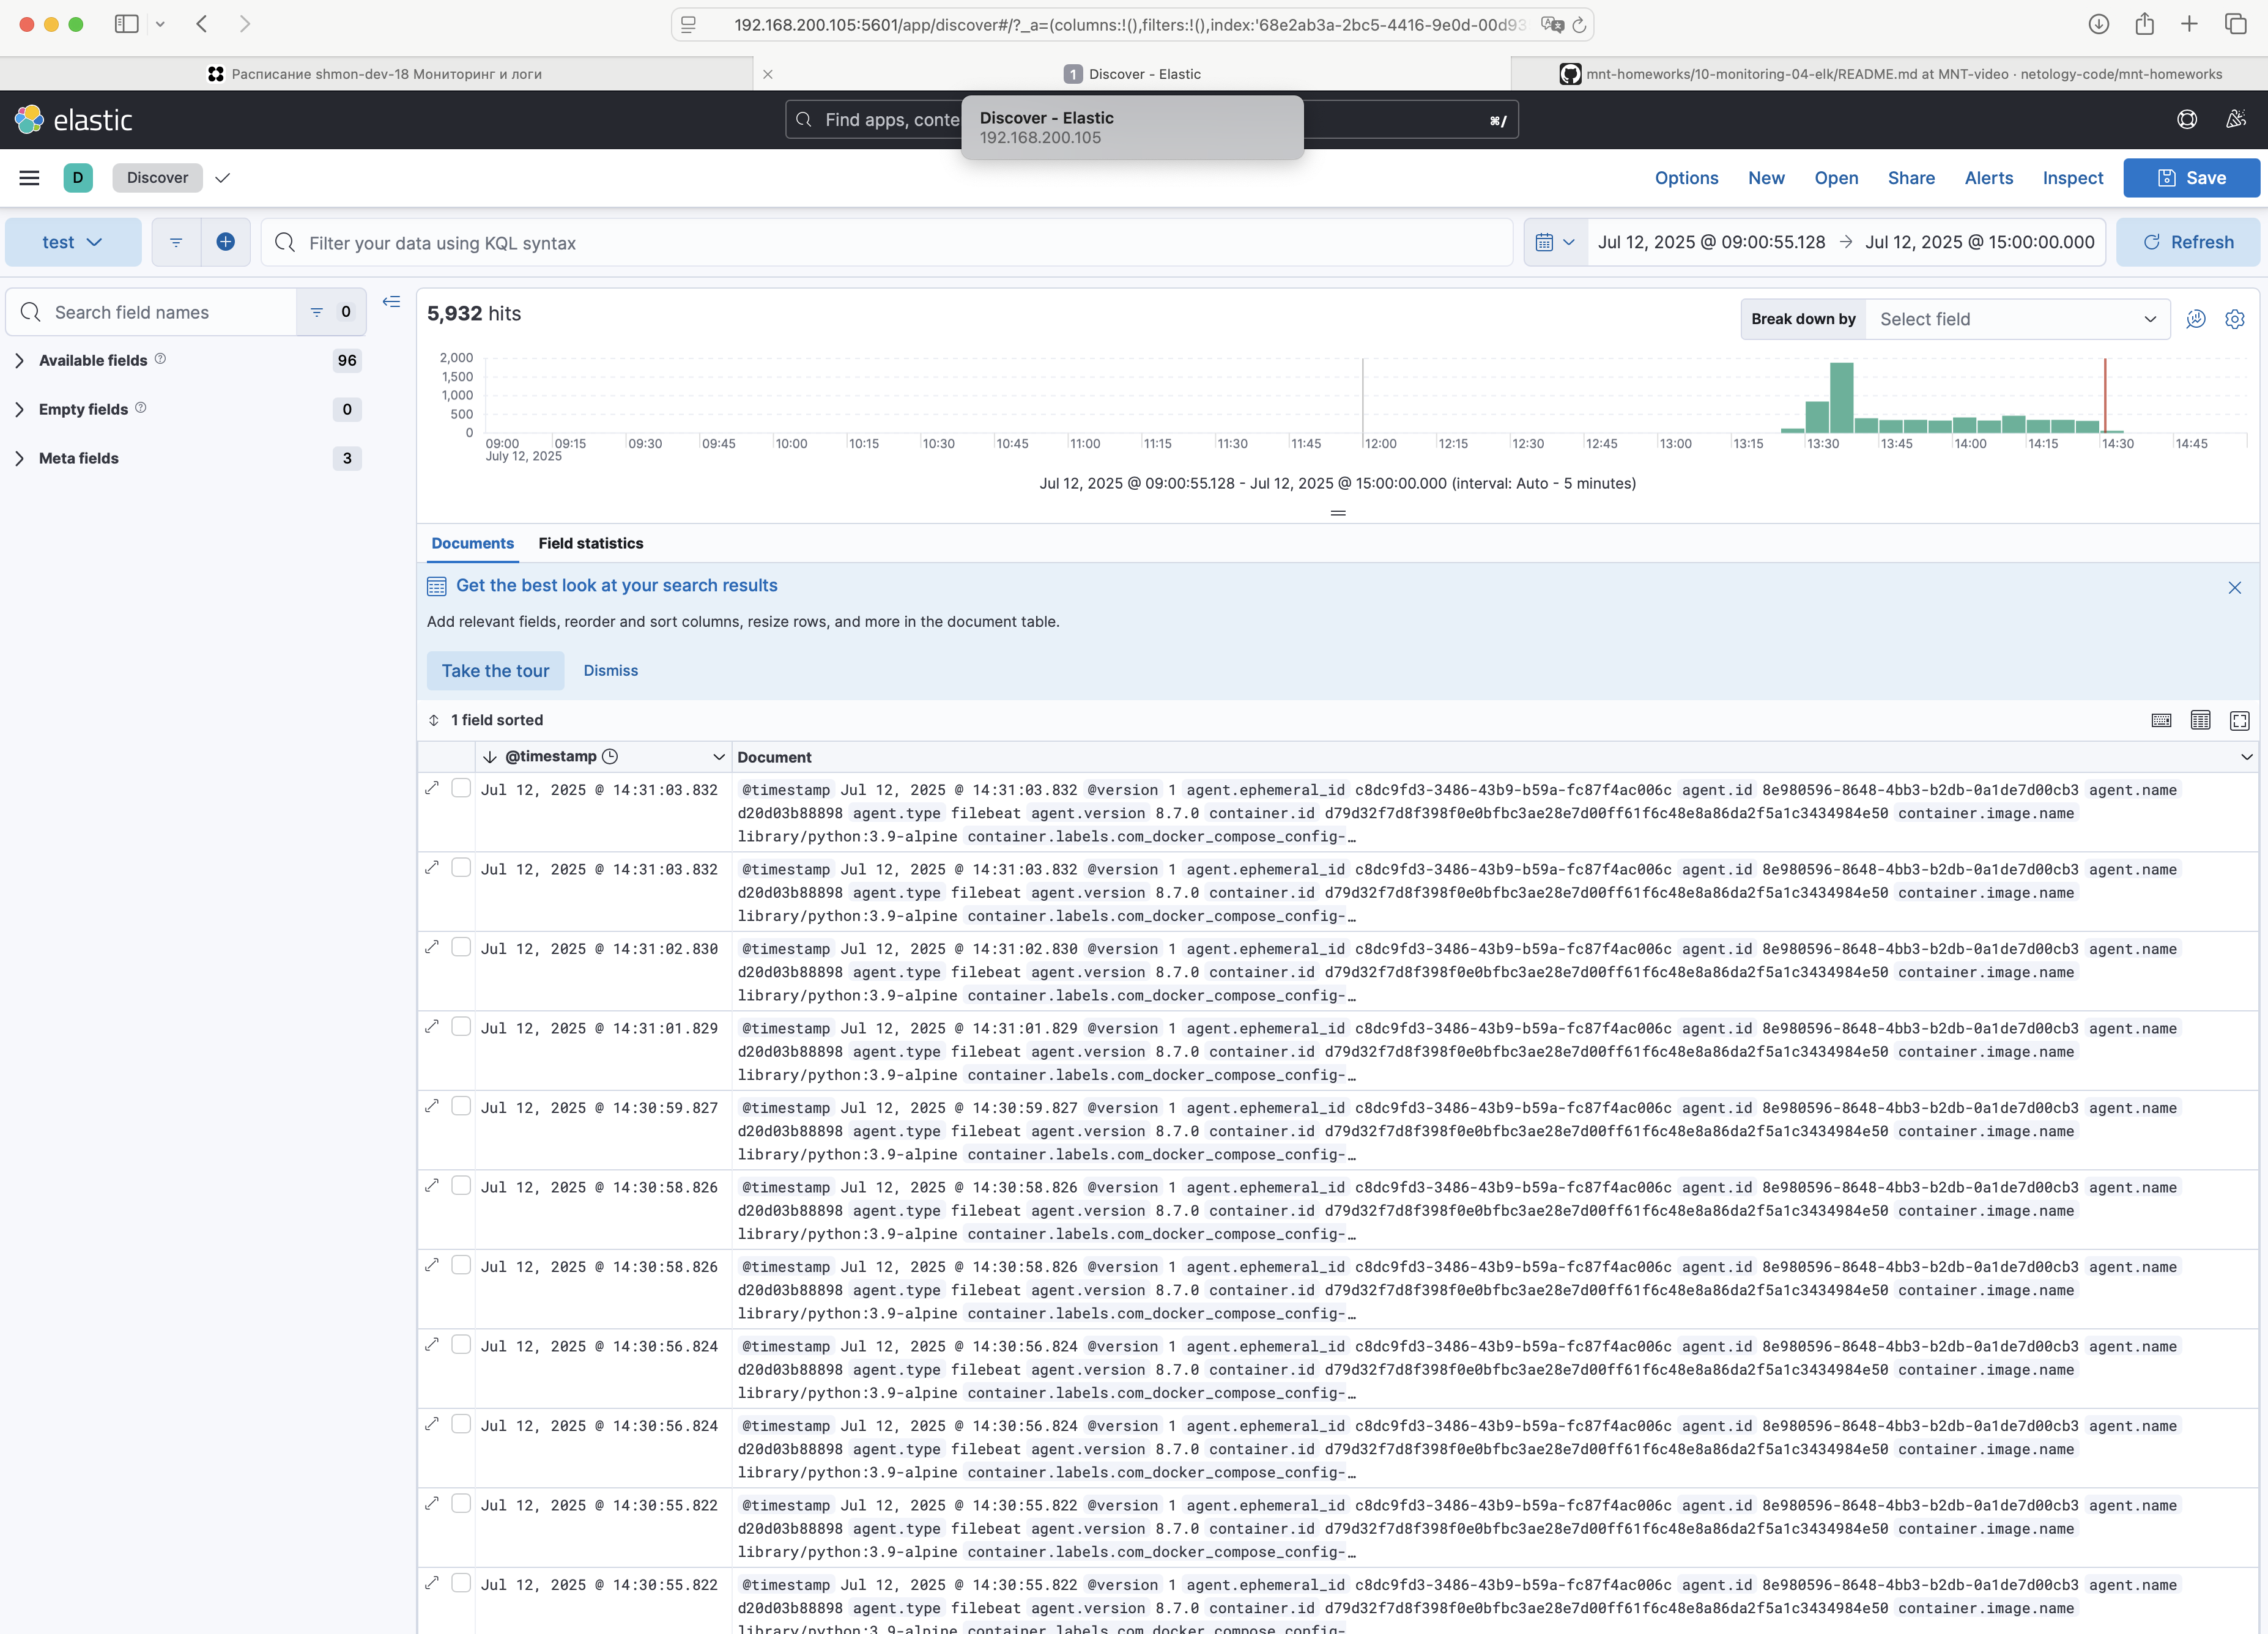 192.168.200.105:5601/app/discover#/?_a=(columns:!(),filters:!(),index:'68e2ab3a-2bc5-4416-9e0d-00d93
Расписание shmon-dev-18 Мониторинг и логи
1 Discover - Elastic
mnt-homeworks/10-monitoring-04-elk/README.md at MNT-video · netology-code/mnt-homeworks
elastic
Find apps, conte
⌘/
Discover - Elastic
192.168.200.105
D
Discover
Options
New
Open
Share
Alerts
Inspect
Save
test
Filter your data using KQL syntax
Jul 12, 2025 @ 09:00:55.128 → Jul 12, 2025 @ 15:00:00.000
Refresh
Search field names
0
Available fields 96
Empty fields 0
Meta fields 3
5,932 hits
Break down by
Select field
2,000
1,500
1,000
500
0
09:00 09:15 09:30 09:45 10:00 10:15 10:30 10:45 11:00 11:15 11:30 11:45 12:00 12:15 12:30 12:45 13:00 13:15 13:30 13:45 14:00 14:15 14:30 14:45
July 12, 2025
Jul 12, 2025 @ 09:00:55.128 - Jul 12, 2025 @ 15:00:00.000 (interval: Auto - 5 minutes)
Documents
Field statistics
Get the best look at your search results
Add relevant fields, reorder and sort columns, resize rows, and more in the document table.
Take the tour
Dismiss
1 field sorted
@timestamp
Document
Jul 12, 2025 @ 14:31:03.832 @timestamp Jul 12, 2025 @ 14:31:03.832 @version 1 agent.ephemeral_id c8dc9fd3-3486-43b9-b59a-fc87f4ac006c agent.id 8e980596-8648-4bb3-b2db-0a1de7d00cb3 agent.name
d20d03b88898 agent.type filebeat agent.version 8.7.0 container.id d79d32f7d8f398f0e0bfbc3ae28e7d00ff61f6c48e8a86da2f5a1c3434984e50 container.image.name
library/python:3.9-alpine container.labels.com_docker_compose_config-…
Jul 12, 2025 @ 14:31:03.832 @timestamp Jul 12, 2025 @ 14:31:03.832 @version 1 agent.ephemeral_id c8dc9fd3-3486-43b9-b59a-fc87f4ac006c agent.id 8e980596-8648-4bb3-b2db-0a1de7d00cb3 agent.name
d20d03b88898 agent.type filebeat agent.version 8.7.0 container.id d79d32f7d8f398f0e0bfbc3ae28e7d00ff61f6c48e8a86da2f5a1c3434984e50 container.image.name
library/python:3.9-alpine container.labels.com_docker_compose_config-…
Jul 12, 2025 @ 14:31:02.830 @timestamp Jul 12, 2025 @ 14:31:02.830 @version 1 agent.ephemeral_id c8dc9fd3-3486-43b9-b59a-fc87f4ac006c agent.id 8e980596-8648-4bb3-b2db-0a1de7d00cb3 agent.name
d20d03b88898 agent.type filebeat agent.version 8.7.0 container.id d79d32f7d8f398f0e0bfbc3ae28e7d00ff61f6c48e8a86da2f5a1c3434984e50 container.image.name
library/python:3.9-alpine container.labels.com_docker_compose_config-…
Jul 12, 2025 @ 14:31:01.829 @timestamp Jul 12, 2025 @ 14:31:01.829 @version 1 agent.ephemeral_id c8dc9fd3-3486-43b9-b59a-fc87f4ac006c agent.id 8e980596-8648-4bb3-b2db-0a1de7d00cb3 agent.name
d20d03b88898 agent.type filebeat agent.version 8.7.0 container.id d79d32f7d8f398f0e0bfbc3ae28e7d00ff61f6c48e8a86da2f5a1c3434984e50 container.image.name
library/python:3.9-alpine container.labels.com_docker_compose_config-…
Jul 12, 2025 @ 14:30:59.827 @timestamp Jul 12, 2025 @ 14:30:59.827 @version 1 agent.ephemeral_id c8dc9fd3-3486-43b9-b59a-fc87f4ac006c agent.id 8e980596-8648-4bb3-b2db-0a1de7d00cb3 agent.name
d20d03b88898 agent.type filebeat agent.version 8.7.0 container.id d79d32f7d8f398f0e0bfbc3ae28e7d00ff61f6c48e8a86da2f5a1c3434984e50 container.image.name
library/python:3.9-alpine container.labels.com_docker_compose_config-…
Jul 12, 2025 @ 14:30:58.826 @timestamp Jul 12, 2025 @ 14:30:58.826 @version 1 agent.ephemeral_id c8dc9fd3-3486-43b9-b59a-fc87f4ac006c agent.id 8e980596-8648-4bb3-b2db-0a1de7d00cb3 agent.name
d20d03b88898 agent.type filebeat agent.version 8.7.0 container.id d79d32f7d8f398f0e0bfbc3ae28e7d00ff61f6c48e8a86da2f5a1c3434984e50 container.image.name
library/python:3.9-alpine container.labels.com_docker_compose_config-…
Jul 12, 2025 @ 14:30:58.826 @timestamp Jul 12, 2025 @ 14:30:58.826 @version 1 agent.ephemeral_id c8dc9fd3-3486-43b9-b59a-fc87f4ac006c agent.id 8e980596-8648-4bb3-b2db-0a1de7d00cb3 agent.name
d20d03b88898 agent.type filebeat agent.version 8.7.0 container.id d79d32f7d8f398f0e0bfbc3ae28e7d00ff61f6c48e8a86da2f5a1c3434984e50 container.image.name
library/python:3.9-alpine container.labels.com_docker_compose_config-…
Jul 12, 2025 @ 14:30:56.824 @timestamp Jul 12, 2025 @ 14:30:56.824 @version 1 agent.ephemeral_id c8dc9fd3-3486-43b9-b59a-fc87f4ac006c agent.id 8e980596-8648-4bb3-b2db-0a1de7d00cb3 agent.name
d20d03b88898 agent.type filebeat agent.version 8.7.0 container.id d79d32f7d8f398f0e0bfbc3ae28e7d00ff61f6c48e8a86da2f5a1c3434984e50 container.image.name
library/python:3.9-alpine container.labels.com_docker_compose_config-…
Jul 12, 2025 @ 14:30:56.824 @timestamp Jul 12, 2025 @ 14:30:56.824 @version 1 agent.ephemeral_id c8dc9fd3-3486-43b9-b59a-fc87f4ac006c agent.id 8e980596-8648-4bb3-b2db-0a1de7d00cb3 agent.name
d20d03b88898 agent.type filebeat agent.version 8.7.0 container.id d79d32f7d8f398f0e0bfbc3ae28e7d00ff61f6c48e8a86da2f5a1c3434984e50 container.image.name
library/python:3.9-alpine container.labels.com_docker_compose_config-…
Jul 12, 2025 @ 14:30:55.822 @timestamp Jul 12, 2025 @ 14:30:55.822 @version 1 agent.ephemeral_id c8dc9fd3-3486-43b9-b59a-fc87f4ac006c agent.id 8e980596-8648-4bb3-b2db-0a1de7d00cb3 agent.name
d20d03b88898 agent.type filebeat agent.version 8.7.0 container.id d79d32f7d8f398f0e0bfbc3ae28e7d00ff61f6c48e8a86da2f5a1c3434984e50 container.image.name
library/python:3.9-alpine container.labels.com_docker_compose_config-…
Jul 12, 2025 @ 14:30:55.822 @timestamp Jul 12, 2025 @ 14:30:55.822 @version 1 agent.ephemeral_id c8dc9fd3-3486-43b9-b59a-fc87f4ac006c agent.id 8e980596-8648-4bb3-b2db-0a1de7d00cb3 agent.name
d20d03b88898 agent.type filebeat agent.version 8.7.0 container.id d79d32f7d8f398f0e0bfbc3ae28e7d00ff61f6c48e8a86da2f5a1c3434984e50 container.image.name
library/python:3.9-alpine container.labels.com_docker_compose_config-…